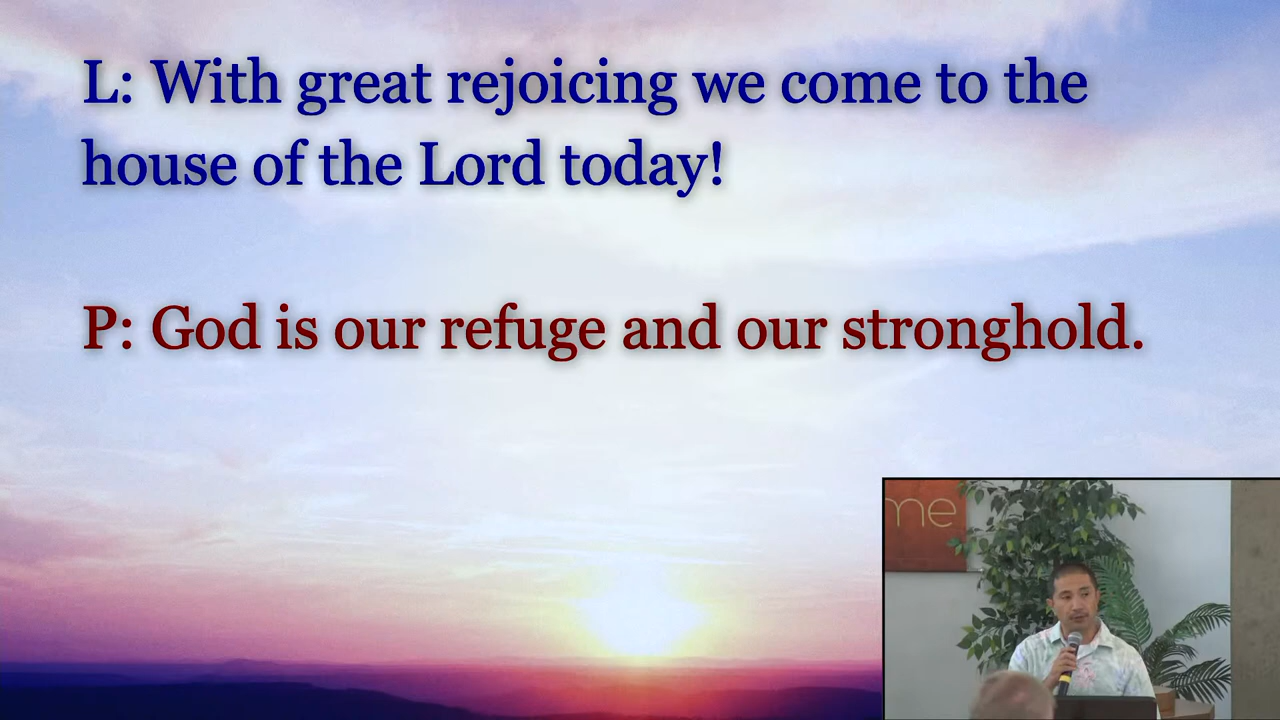 L: With great rejoicing we come to the
house of the Lord today!
P: God is our refuge and our stronghold.
me